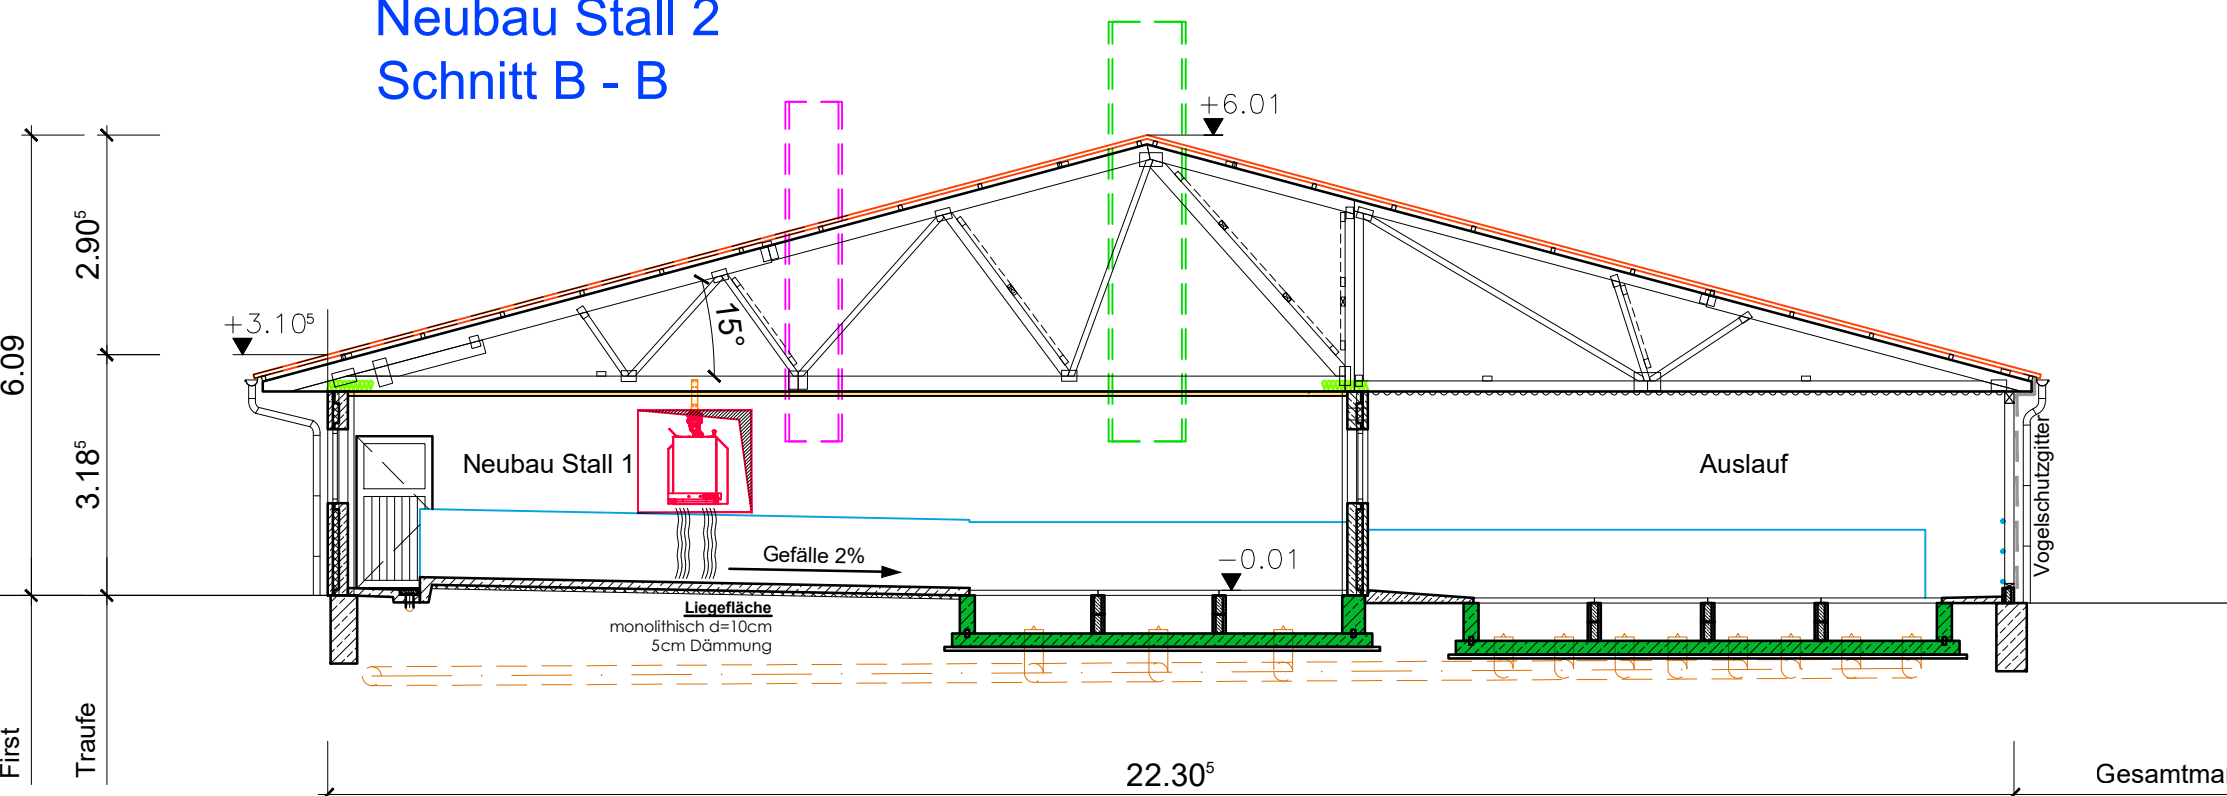 Neubau Stall 2
Schnitt B - B
+6.01
2.90⁵
+3.10⁵
15°
6.09
3.18⁵
Neubau Stall 1
Auslauf
Vogelschutzgitter
Gefälle 2%
-0.01
Liegefläche
monolithisch d=10cm
5cm Dämmung
First
Traufe
22.30⁵
Gesamtma